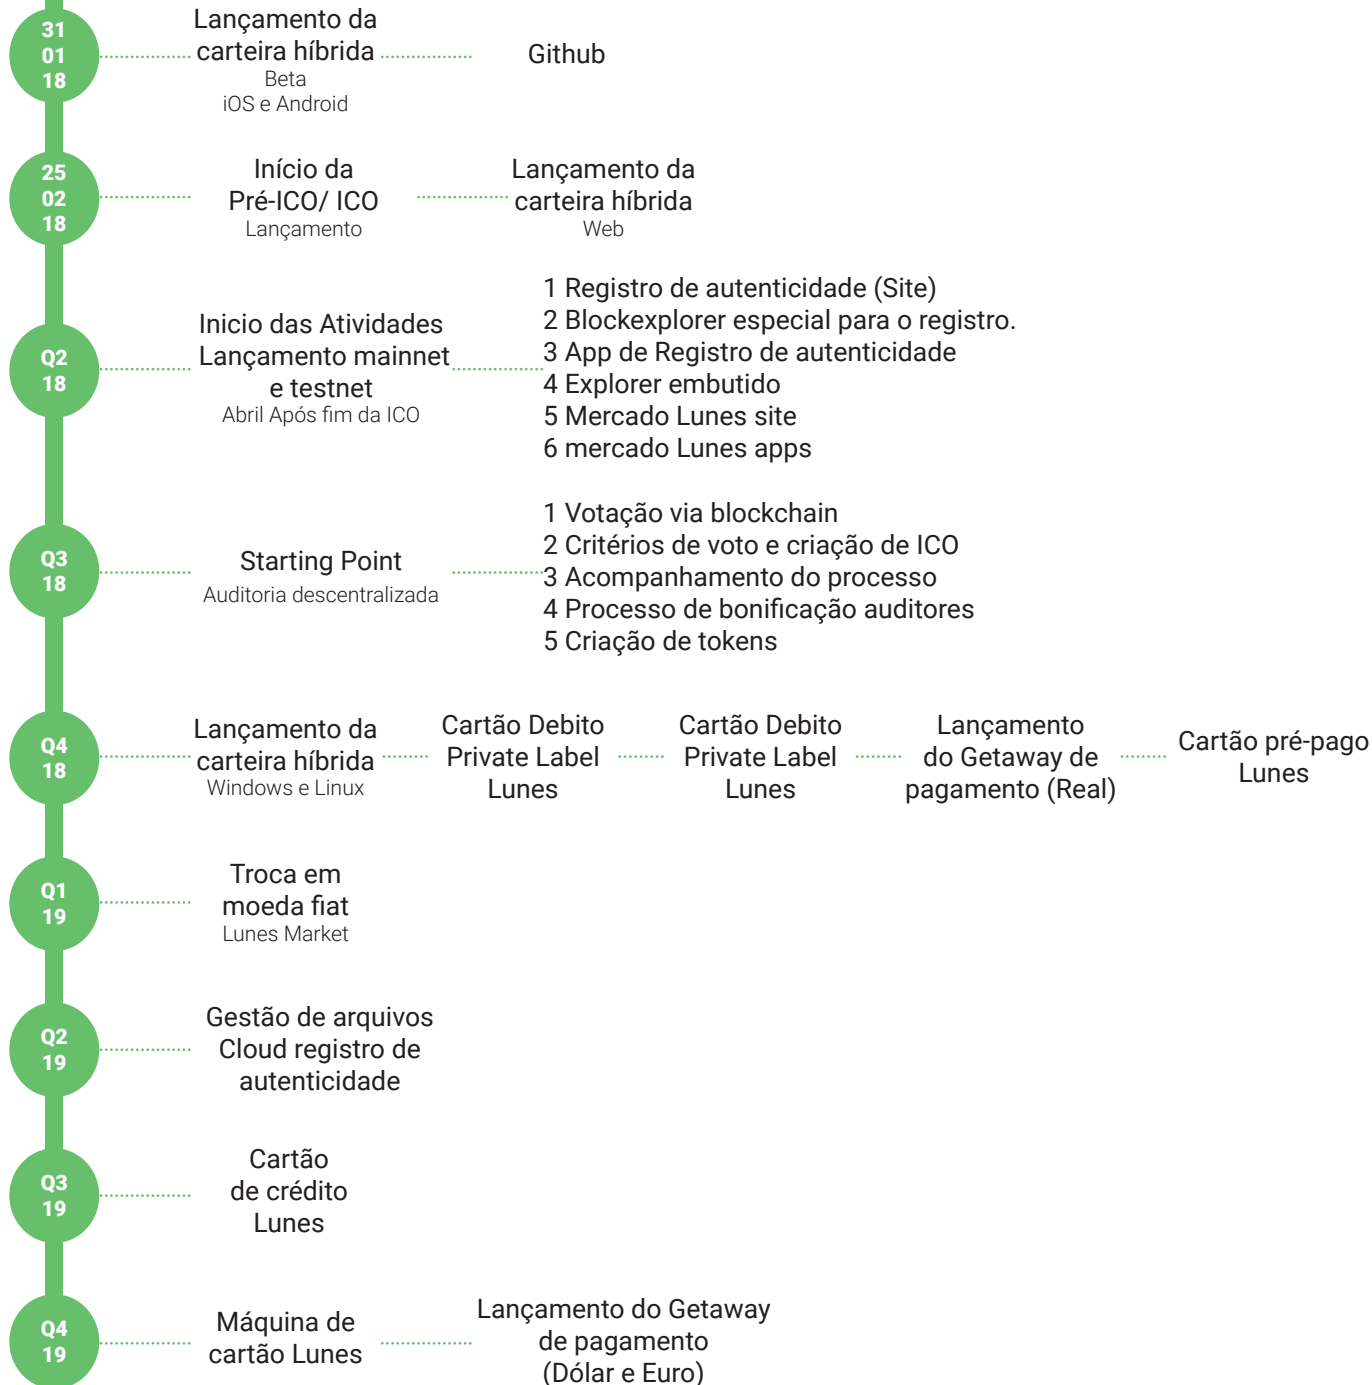 31
01
18
Lançamento da
carteira híbrida
Beta
iOS e Android
Github
25
02
18
Início da
Pré-ICO/ ICO
Lançamento
Lançamento da
carteira híbrida
Web
Q2
18
Inicio das Atividades
Lançamento mainnet
e testnet
Abril Após fim da ICO
1 Registro de autenticidade (Site)
2 Blockexplorer especial para o registro.
3 App de Registro de autenticidade
4 Explorer embutido
5 Mercado Lunes site
6 mercado Lunes apps
Q3
18
Starting Point
Auditoria descentralizada
1 Votação via blockchain
2 Critérios de voto e criação de ICO
3 Acompanhamento do processo
4 Processo de bonificação auditores
5 Criação de tokens
Q4
18
Lançamento da
carteira híbrida
Windows e Linux
Cartão Debito
Private Label
Lunes
Cartão Debito
Private Label
Lunes
Lançamento
do Getaway de
pagamento (Real)
Cartão pré-pago
Lunes
Q1
19
Troca em
moeda fiat
Lunes Market
Q2
19
Gestão de arquivos
Cloud registro de
autenticidade
Q3
19
Cartão
de crédito
Lunes
Q4
19
Máquina de
cartão Lunes
Lançamento do Getaway
de pagamento
(Dólar e Euro)